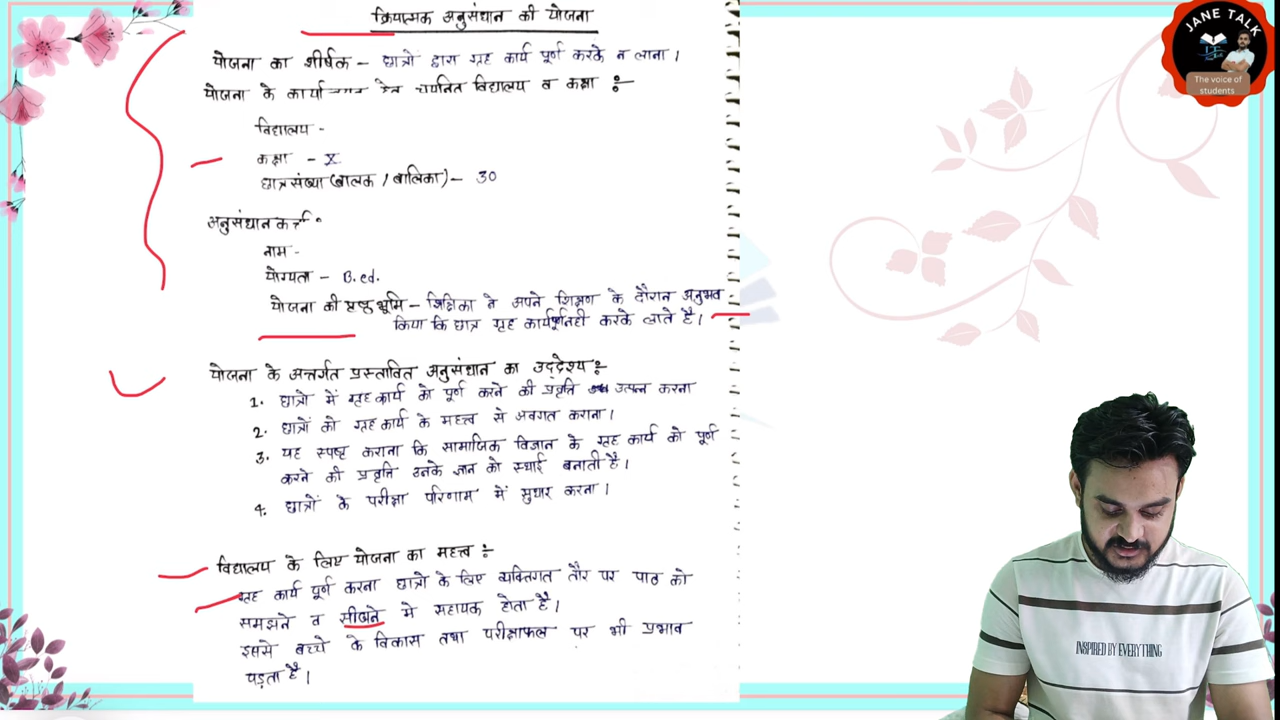 क्रियात्मक अनुसंधान की योजना
योजना का शीर्षक - छात्रों द्वारा गृह कार्य पूर्ण करके न लाना ।
योजना के चयनित विद्यालय व कक्षा :-
विद्यालय -
कक्षा - X
छात्र संख्या (बालक / बालिका) - 30
अनुसंधान कर्त्ता :
नाम -
योग्यता - B.ed.
योजना की पृष्ठ भूमि - शिक्षिका ने अपने शिक्षण के दौरान अनुभव
किया कि छात्र गृह कार्य पूर्ण नही करके लाते है ।
योजना के अन्तर्गत प्रस्तावित अनुसंधान का उद्देश्य :-
1. छात्रो में गृह कार्य को पूर्ण करने की प्रवृत्ति उत्पन्न करना
2. छात्रों को गृह कार्य के महत्त्व से अवगत कराना ।
3. यह स्पष्ट कराना कि सामाजिक विज्ञान के गृह कार्य को पूर्ण
करने की प्रवृत्ति उनके ज्ञान को स्थाई बनाती है ।
4. छात्रों के परीक्षा परिणाम में सुधार करना ।
विद्यालय के लिए योजना का महत्त्व :-
गृह कार्य पूर्ण करना छात्रो के लिए व्यक्तिगत तौर पर पाठ को
समझने व सीखने मे सहायक होता है ।
इससे बच्चे के विकास तथा परीक्षाफल पर भी प्रभाव
पड़ता है ।
JANE TALK
The voice of
students
INSPIRED BY EVERYTHING